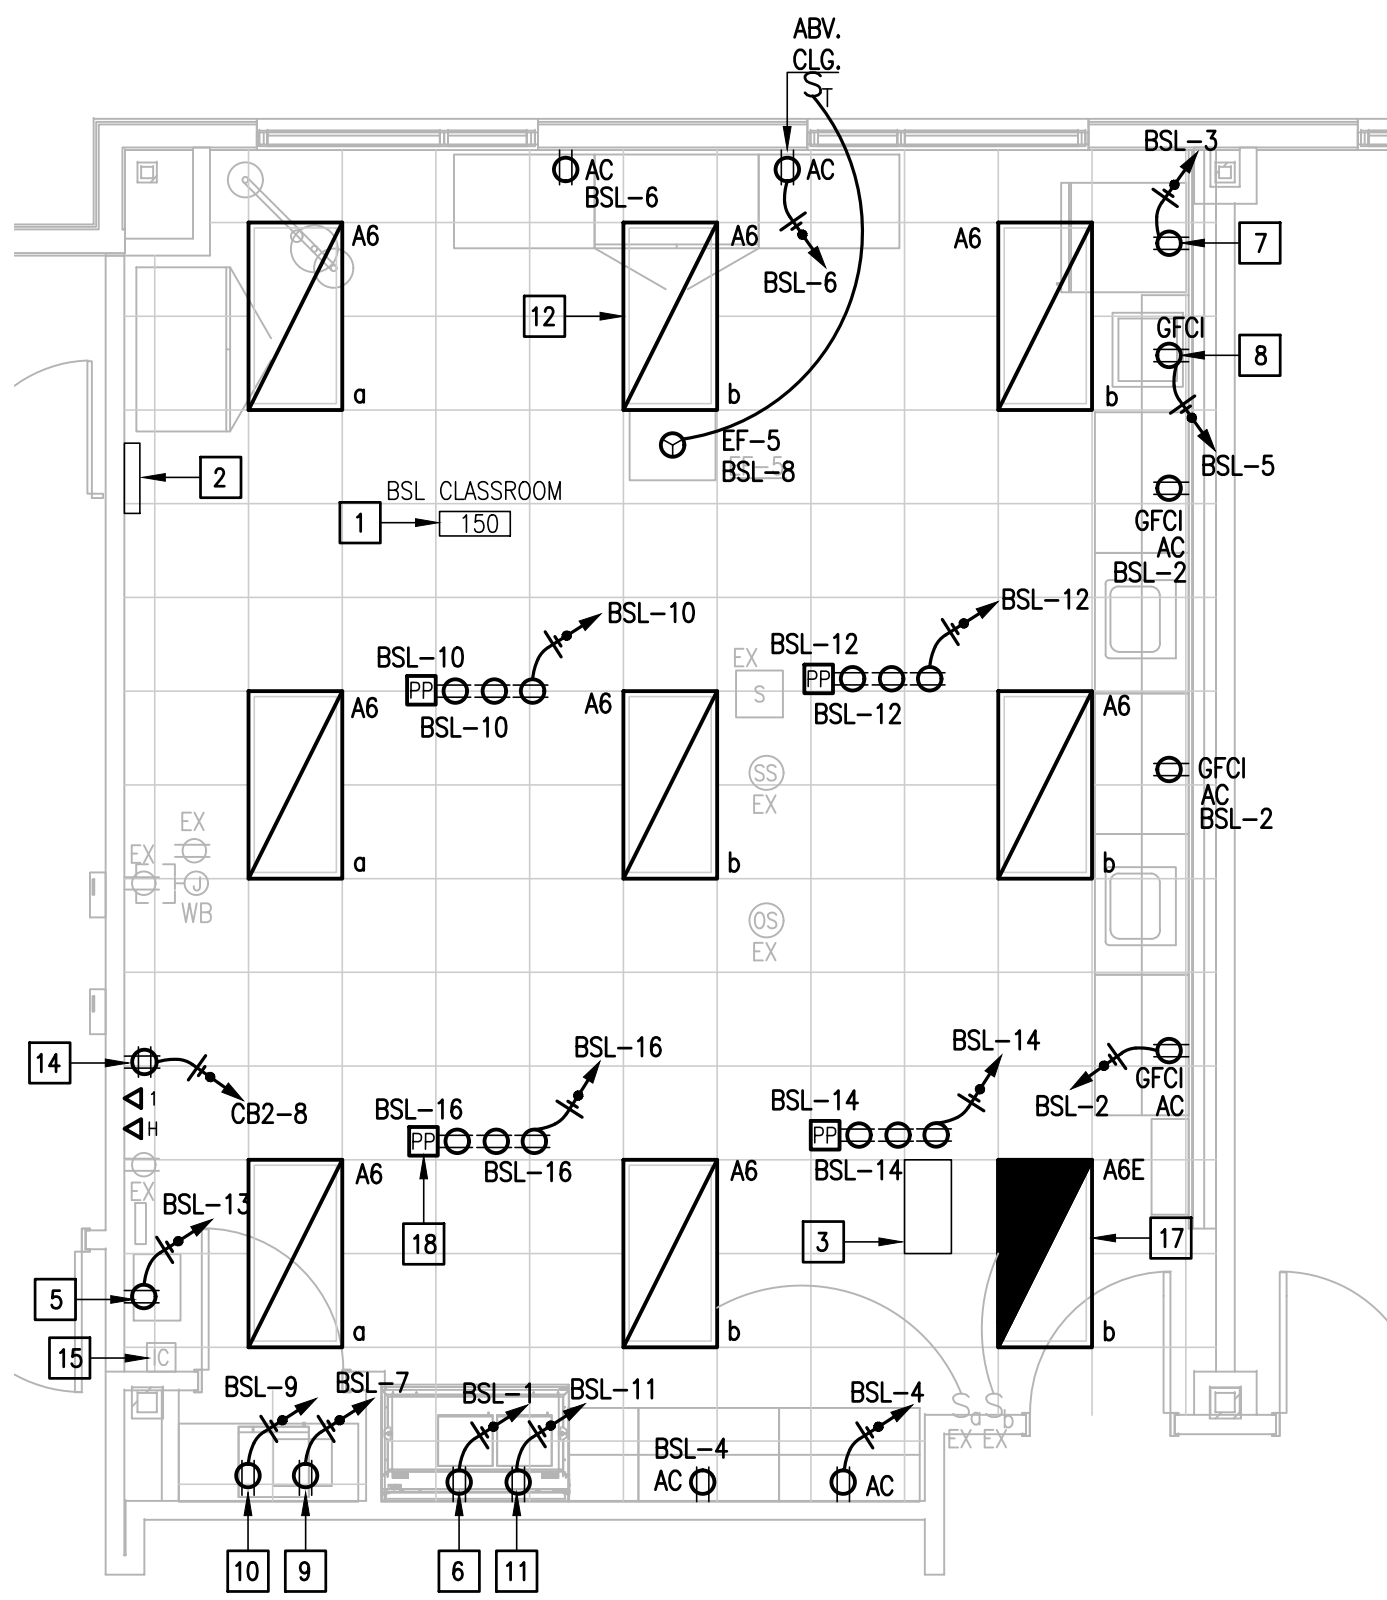 ABV.
CLG.
ST
BSL-3
AC
BSL-6
AC
A6
A6
A6
7
BSL-6
12
GFCI
8
a
b
b
EF-5
EF-5
BSL-8
BSL-5
2
BSL CLASSROOM
1
150
GFCI
AC
BSL-2
BSL-10
BSL-12
BSL-10
PP
BSL-10
EX
S
BSL-12
PP
BSL-12
A6
A6
A6
SS
EX
GFCI
AC
BSL-2
EX
EX
J
WB
a
b
b
OS
EX
14
CB2-8
1
H
EX
BSL-16
BSL-16
PP
BSL-16
BSL-14
BSL-14
PP
BSL-14
BSL-2
GFCI
AC
A6
A6
A6E
BSL-13
18
3
17
5
15
C
a
b
b
BSL-9
BSL-7
BSL-1
BSL-11
BSL-4
Sa
Sb
EX
EX
BSL-4
AC
AC
10
9
6
11